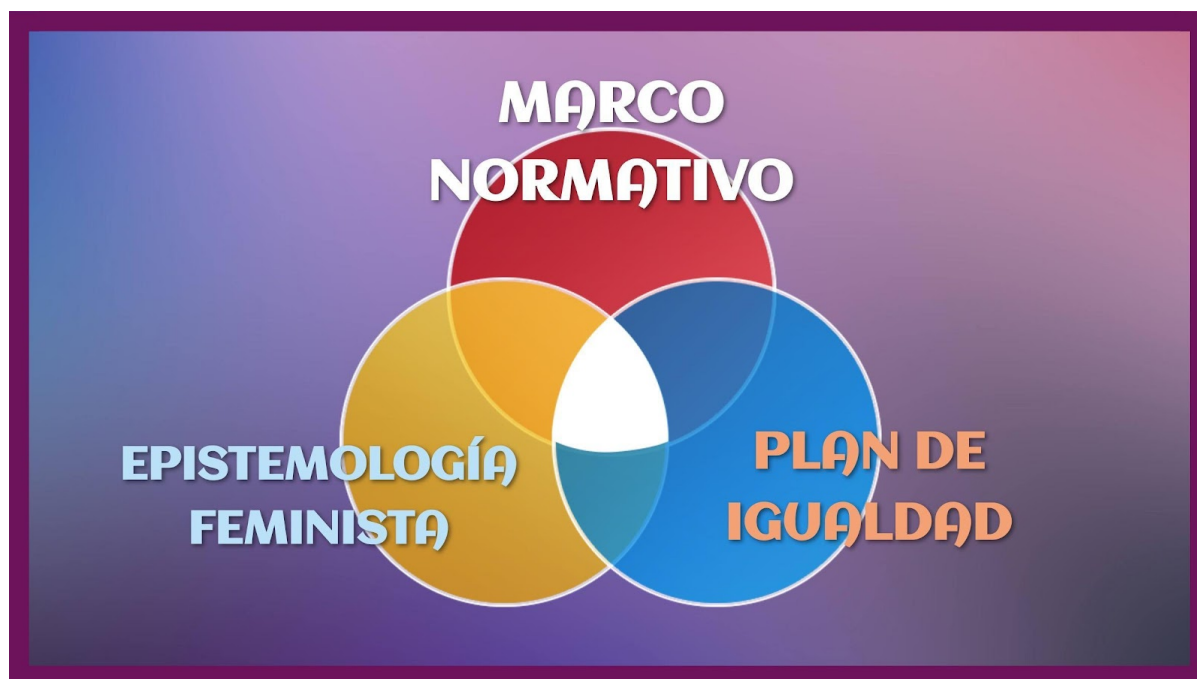 MARCO
NORMATIVO
EPISTEMOLOGÍA
FEMINISTA
PLAN DE
IGUALDAD